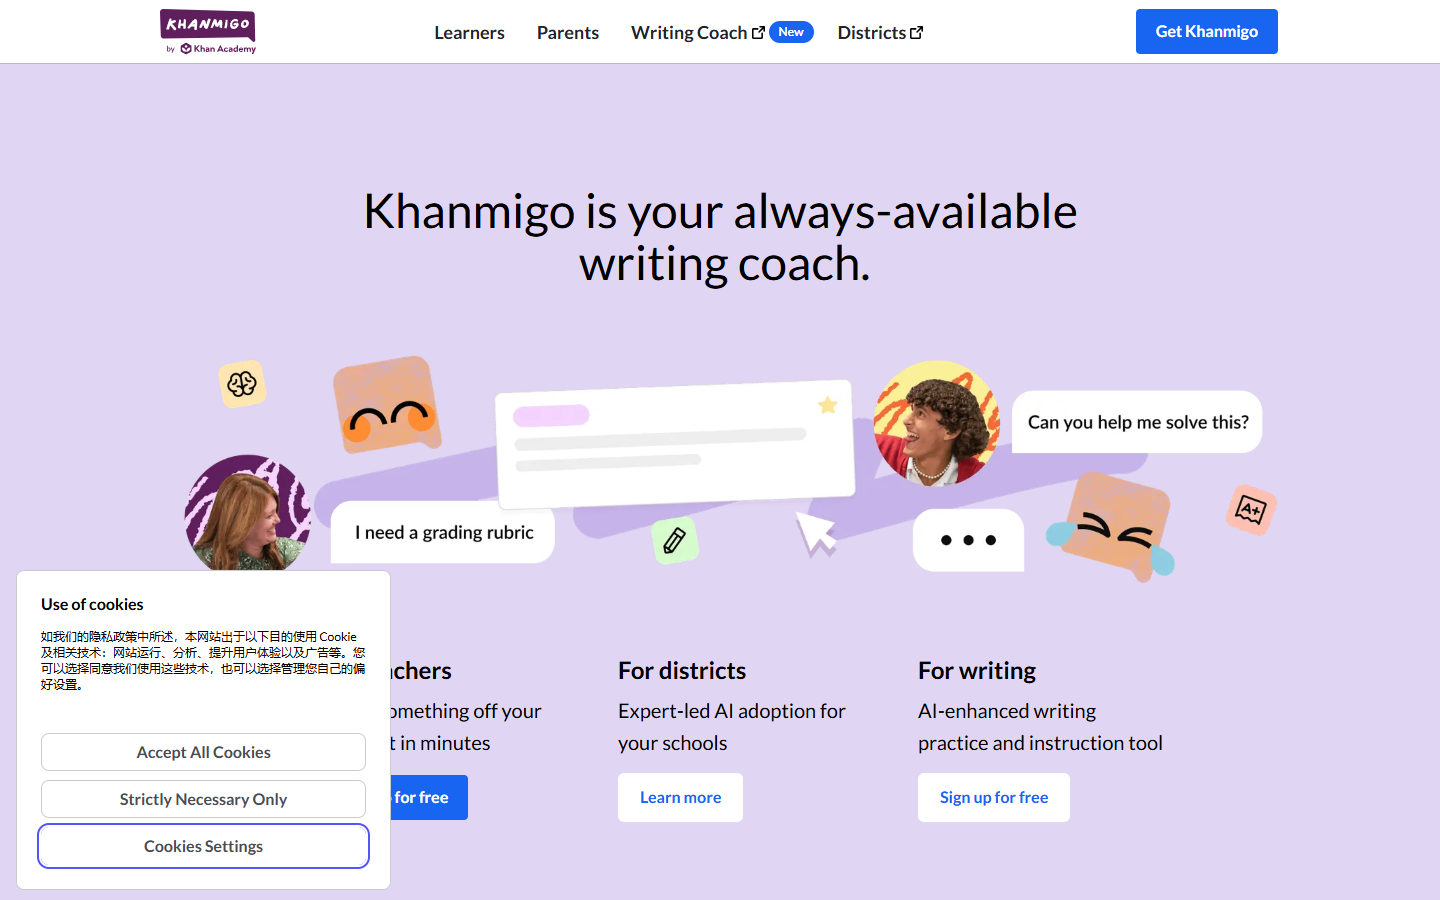 KHANMIGO
by Khan Academy
Learners
Parents
Writing Coach
New
Districts
Get Khanmigo
Khanmigo is your always-available
writing coach.
Can you help me solve this?
I need a grading rubric
A+
Use of cookies
如我们的隐私政策中所述，本网站出于以下目的使用 Cookie
及相关技术：网站运行、分析、提升用户体验以及广告等。您
可以选择同意我们使用这些技术，也可以选择管理您自己的偏
好设置。
Accept All Cookies
Strictly Necessary Only
Cookies Settings
something off your
in minutes
for free
For districts
Expert-led AI adoption for
your schools
Learn more
For writing
AI-enhanced writing
practice and instruction tool
Sign up for free